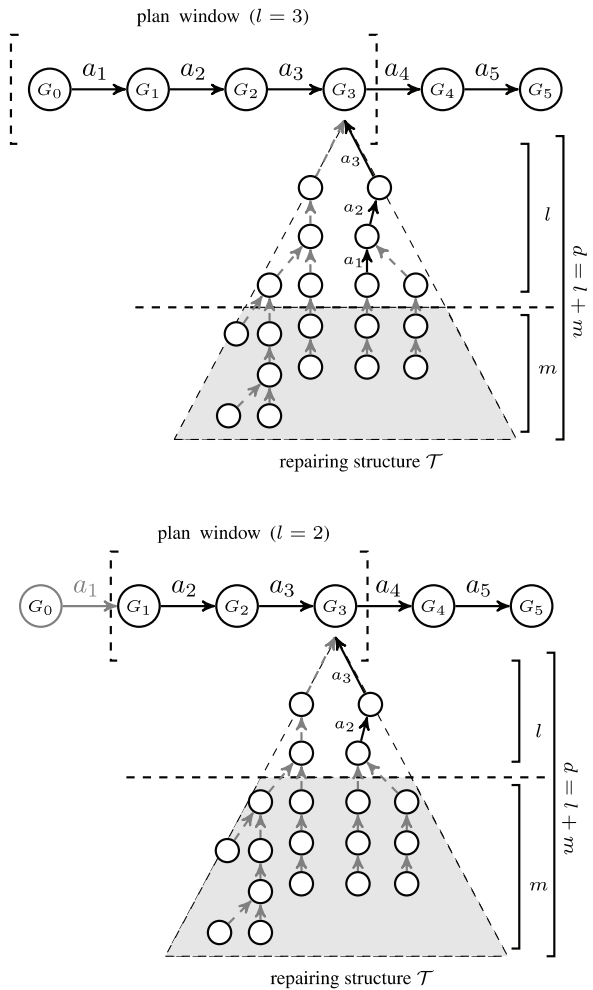 plan window (l = 3)
a₁ a₂ a₃ a₄ a₅
G₀ G₁ G₂ G₃ G₄ G₅
a₃
a₂
l
a₁
d = l + m
m
repairing structure 𝒯
plan window (l = 2)
a₁ a₂ a₃ a₄ a₅
G₀ G₁ G₂ G₃ G₄ G₅
a₃
a₂
l
d = l + m
m
repairing structure 𝒯